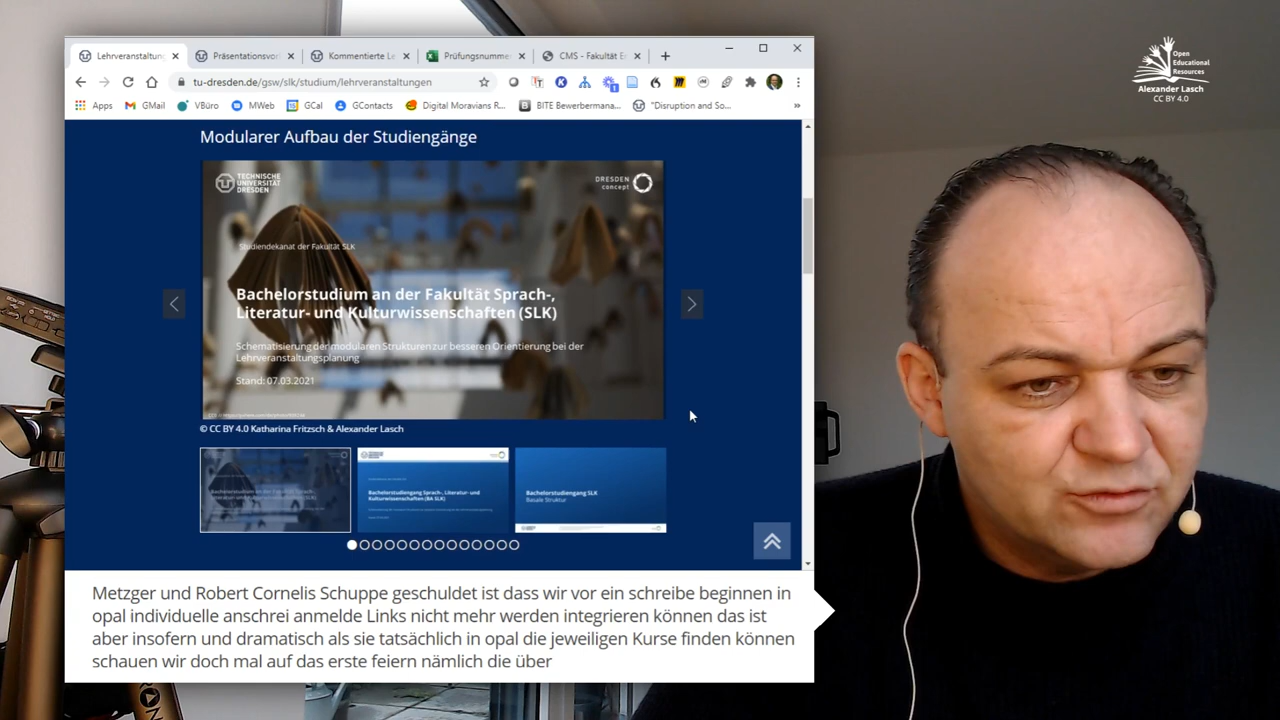 Lehrveranstaltun
Präsentationsvor
Kommentierte Le
Prüfungsnumme
CMS - Fakultät E
tu-dresden.de/gsw/slk/studium/lehrveranstaltungen
Apps
GMail
VBüro
MWeb
GCal
GContacts
Digital Moravians R...
BITE Bewerbermana...
"Disruption and So...
»
Open
Educational
Resources
Alexander Lasch
CC BY 4.0
Modularer Aufbau der Studiengänge
TECHNISCHE
UNIVERSITÄT
DRESDEN
DRESDEN
concept
Studiendekanat der Fakultät SLK
Bachelorstudium an der Fakultät Sprach-,
Literatur- und Kulturwissenschaften (SLK)
Schematisierung der modularen Strukturen zur besseren Orientierung bei der
Lehrveranstaltungsplanung
Stand: 07.03.2021
© CC BY 4.0 Katharina Fritzsch & Alexander Lasch
Bachelorstudiengang Sprach-, Literatur- und
Kulturwissenschaften (BA SLK)
Bachelorstudiengang SLK
Basale Struktur
Metzger und Robert Cornelis Schuppe geschuldet ist dass wir vor ein schreibe beginnen in
opal individuelle anschrei anmelde Links nicht mehr werden integrieren können das ist
aber insofern und dramatisch als sie tatsächlich in opal die jeweiligen Kurse finden können
schauen wir doch mal auf das erste feiern nämlich die über